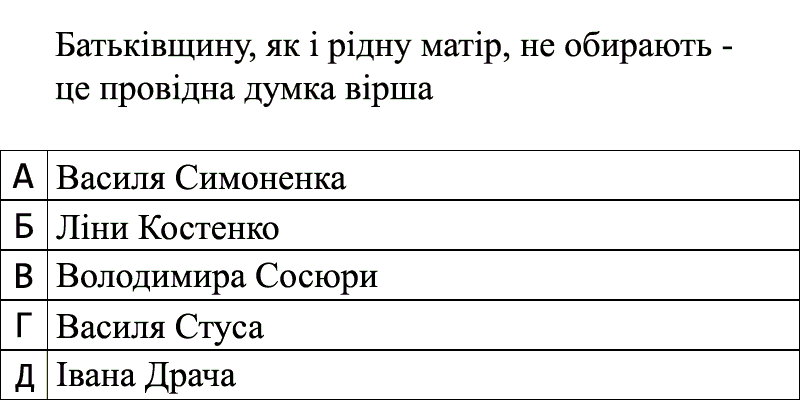 Батьківщину, як і рідну матір, не обирають -
це провідна думка вірша
А Василя Симоненка
Б Ліни Костенко
В Володимира Сосюри
Г Василя Стуса
Д Івана Драча